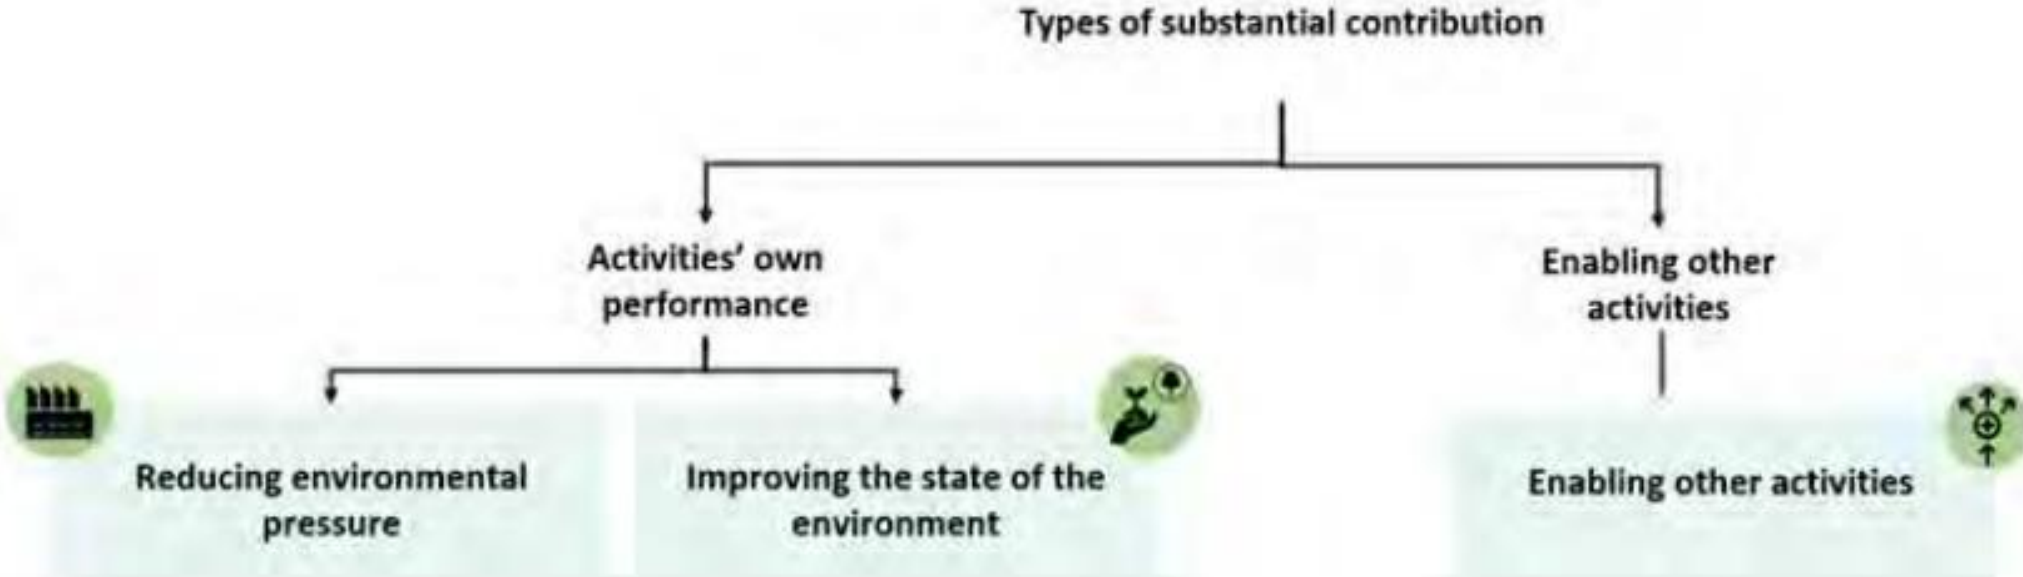 Types of substantial contribution
Activities' own
performance
Enabling other
activities
Reducing environmental
pressure
Improving the state of the
environment
Enabling other activities